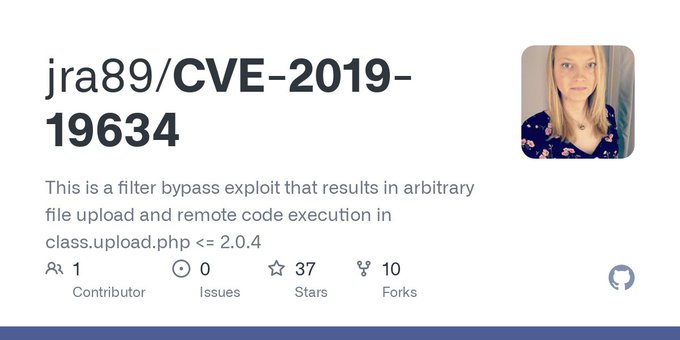 jra89/CVE-2019-
19634
This is a filter bypass exploit that results in arbitrary
file upload and remote code execution in
class.upload.php <= 2.0.4
1 0 37 10
Contributor Issues Stars Forks